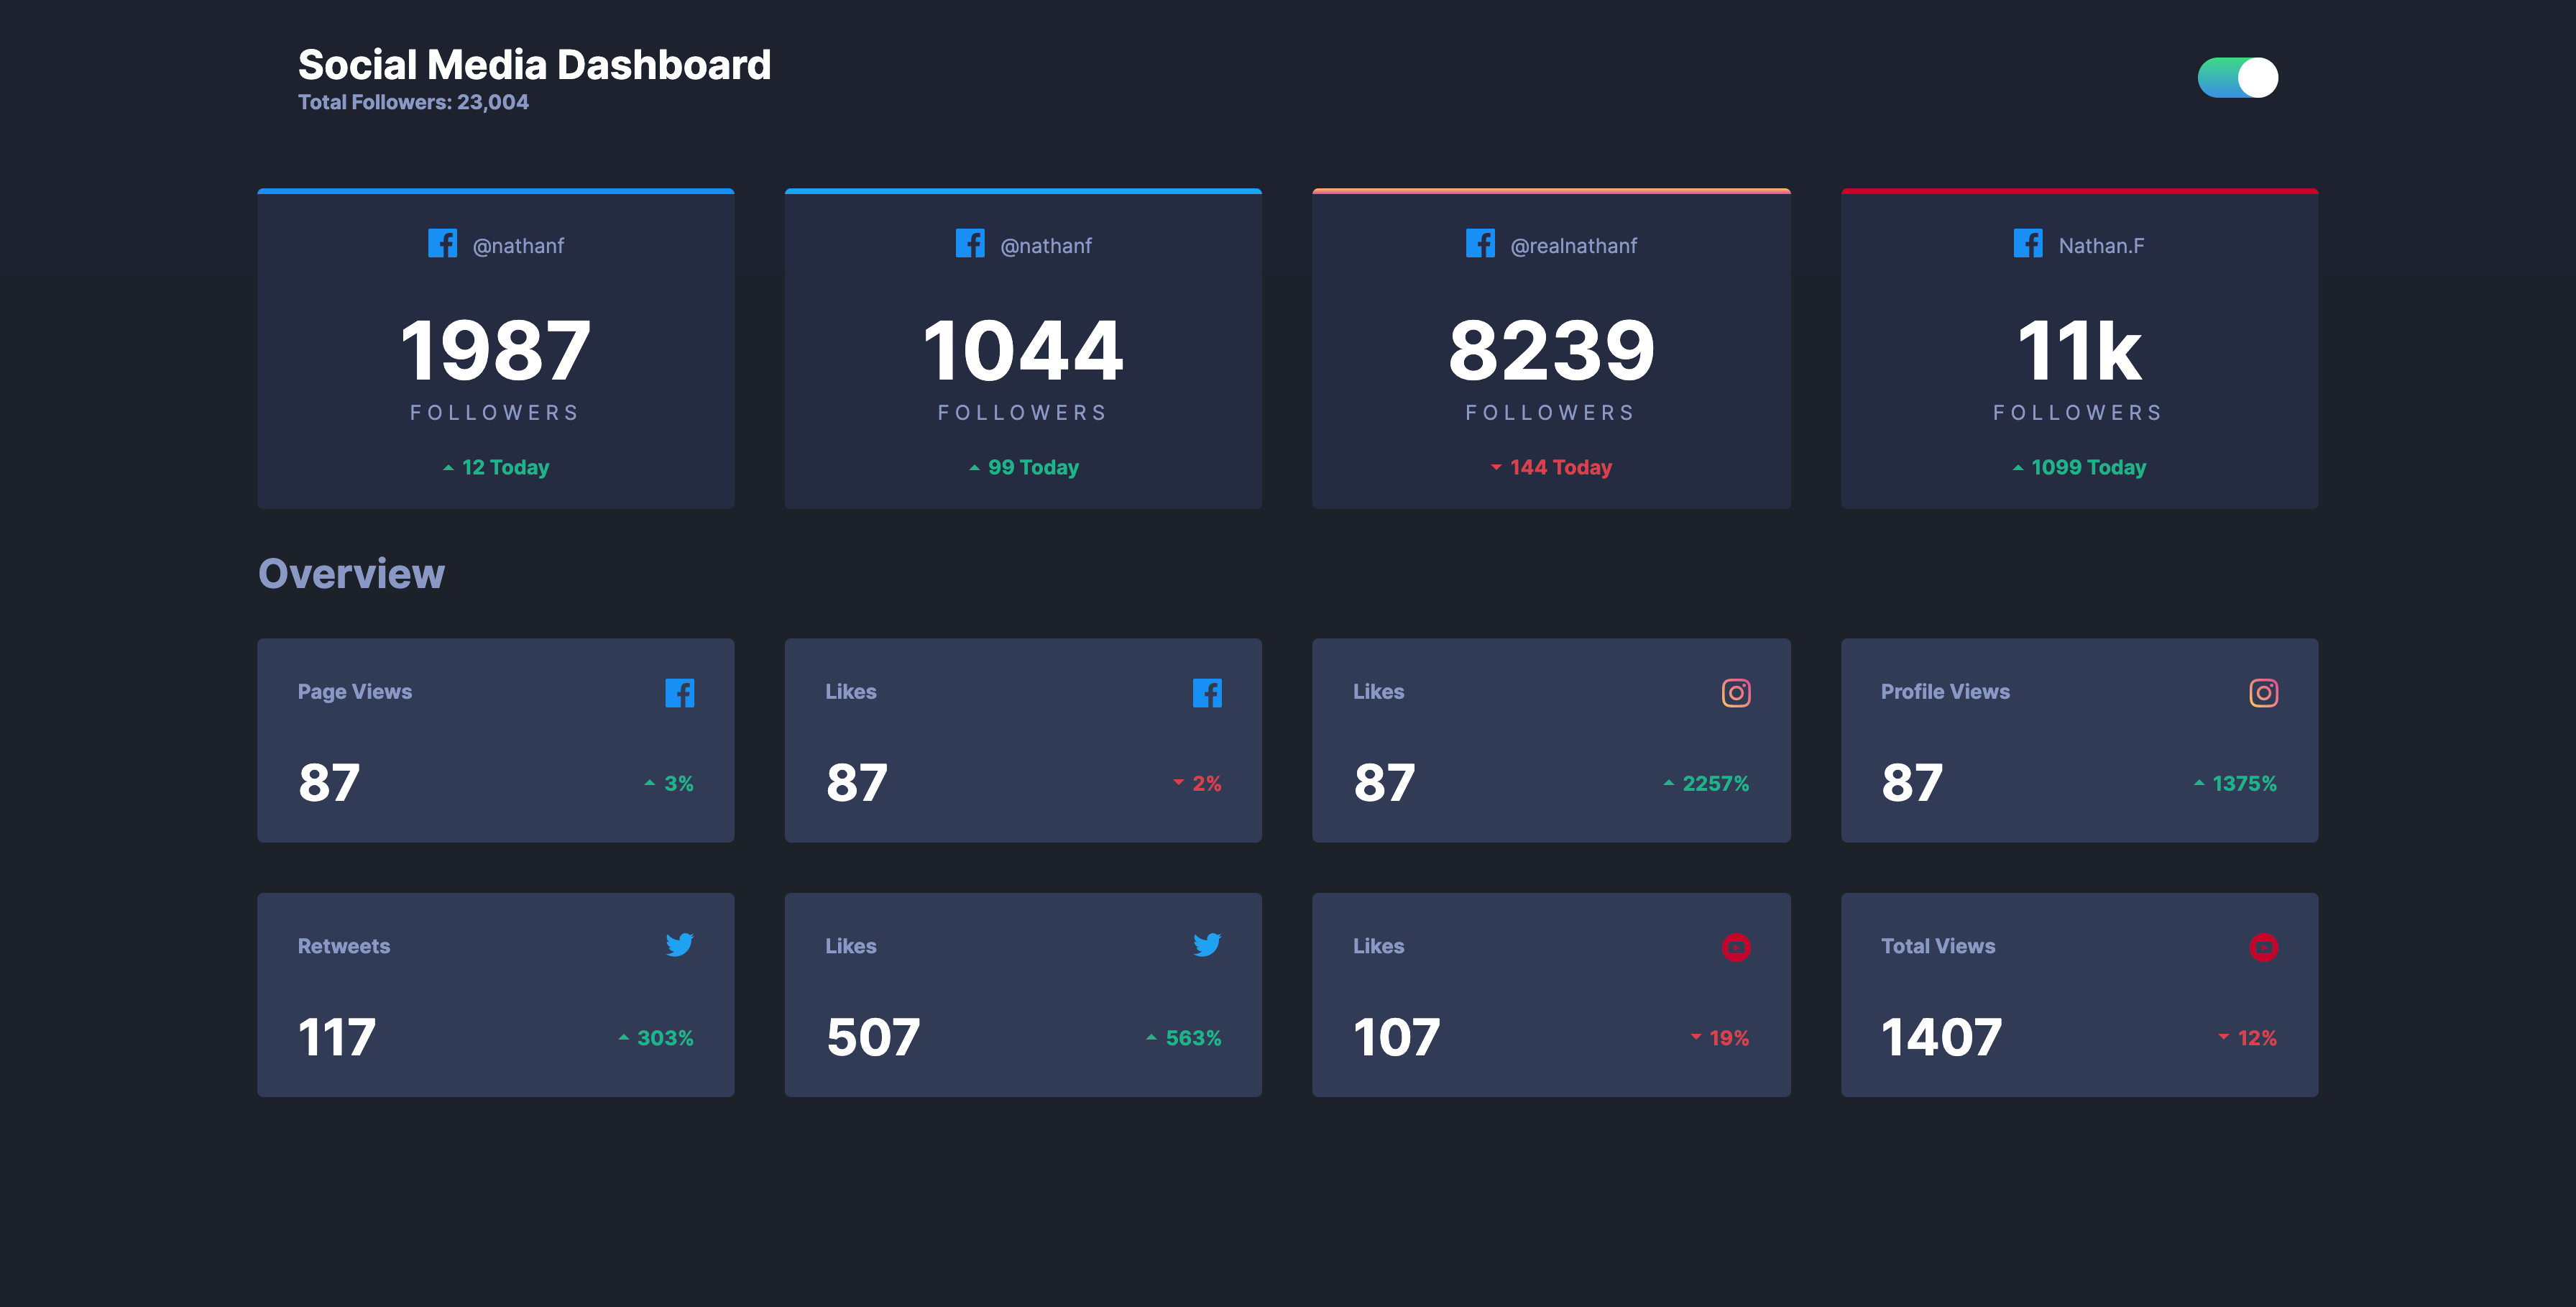 Social Media Dashboard
Total Followers: 23,004
@nathanf
1987
FOLLOWERS
12 Today
@nathanf
1044
FOLLOWERS
99 Today
@realnathanf
8239
FOLLOWERS
144 Today
Nathan.F
11k
FOLLOWERS
1099 Today
Overview
Page Views
87
3%
Likes
87
2%
Likes
87
2257%
Profile Views
87
1375%
Retweets
117
303%
Likes
507
563%
Likes
107
19%
Total Views
1407
12%